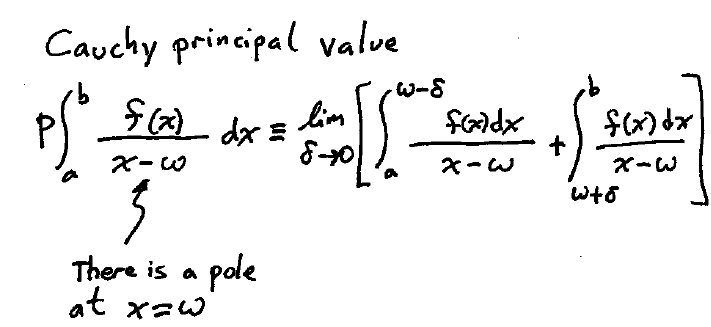 Cauchy principal value
P∫_a^b f(x)/(x-ω) dx ≡ lim_{δ→0} [ ∫_a^{ω-δ} f(x)dx/(x-ω) + ∫_{ω+δ}^b f(x)dx/(x-ω) ]
There is a pole
at x=ω